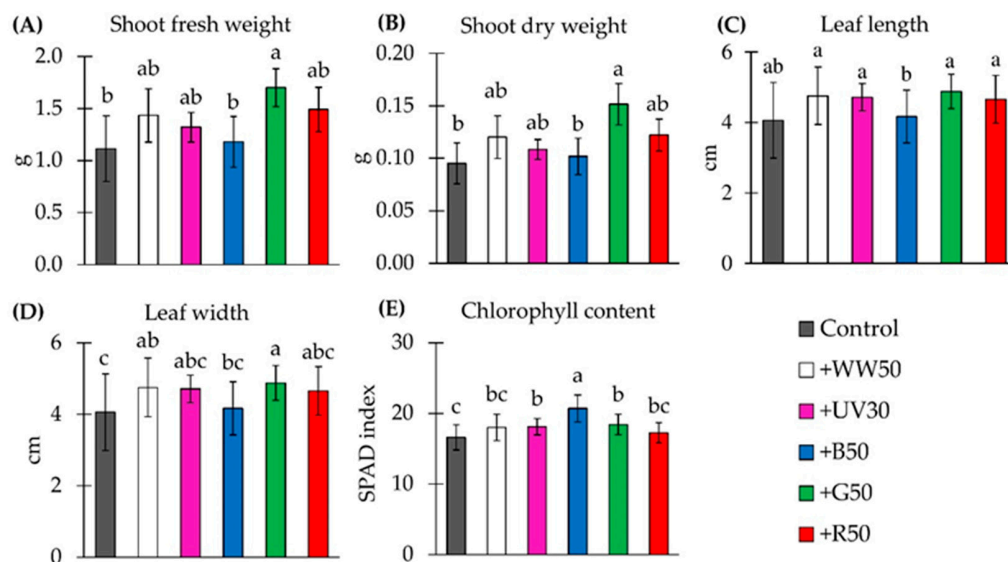 (A) Shoot fresh weight
2.0
1.5
1.0
0.5
0.0
g
b ab ab b a ab
(B) Shoot dry weight
0.20
0.15
0.10
0.05
0.00
g
b ab ab b a ab
(C) Leaf length
6
4
2
0
cm
ab a a b a a
(D) Leaf width
6
4
2
0
cm
c ab abc bc a abc
(E) Chlorophyll content
30
20
10
0
SPAD index
c bc b a b bc
Control
+WW50
+UV30
+B50
+G50
+R50